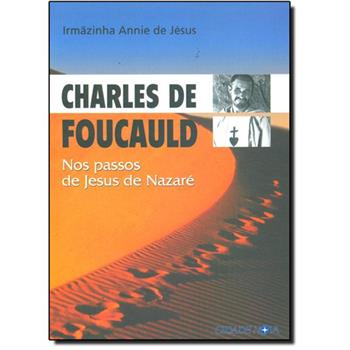 Irmãzinha Annie de Jésus
CHARLES DE
FOUCAULD
Nos passos
de Jesus de Nazaré
CIDADE NOVA